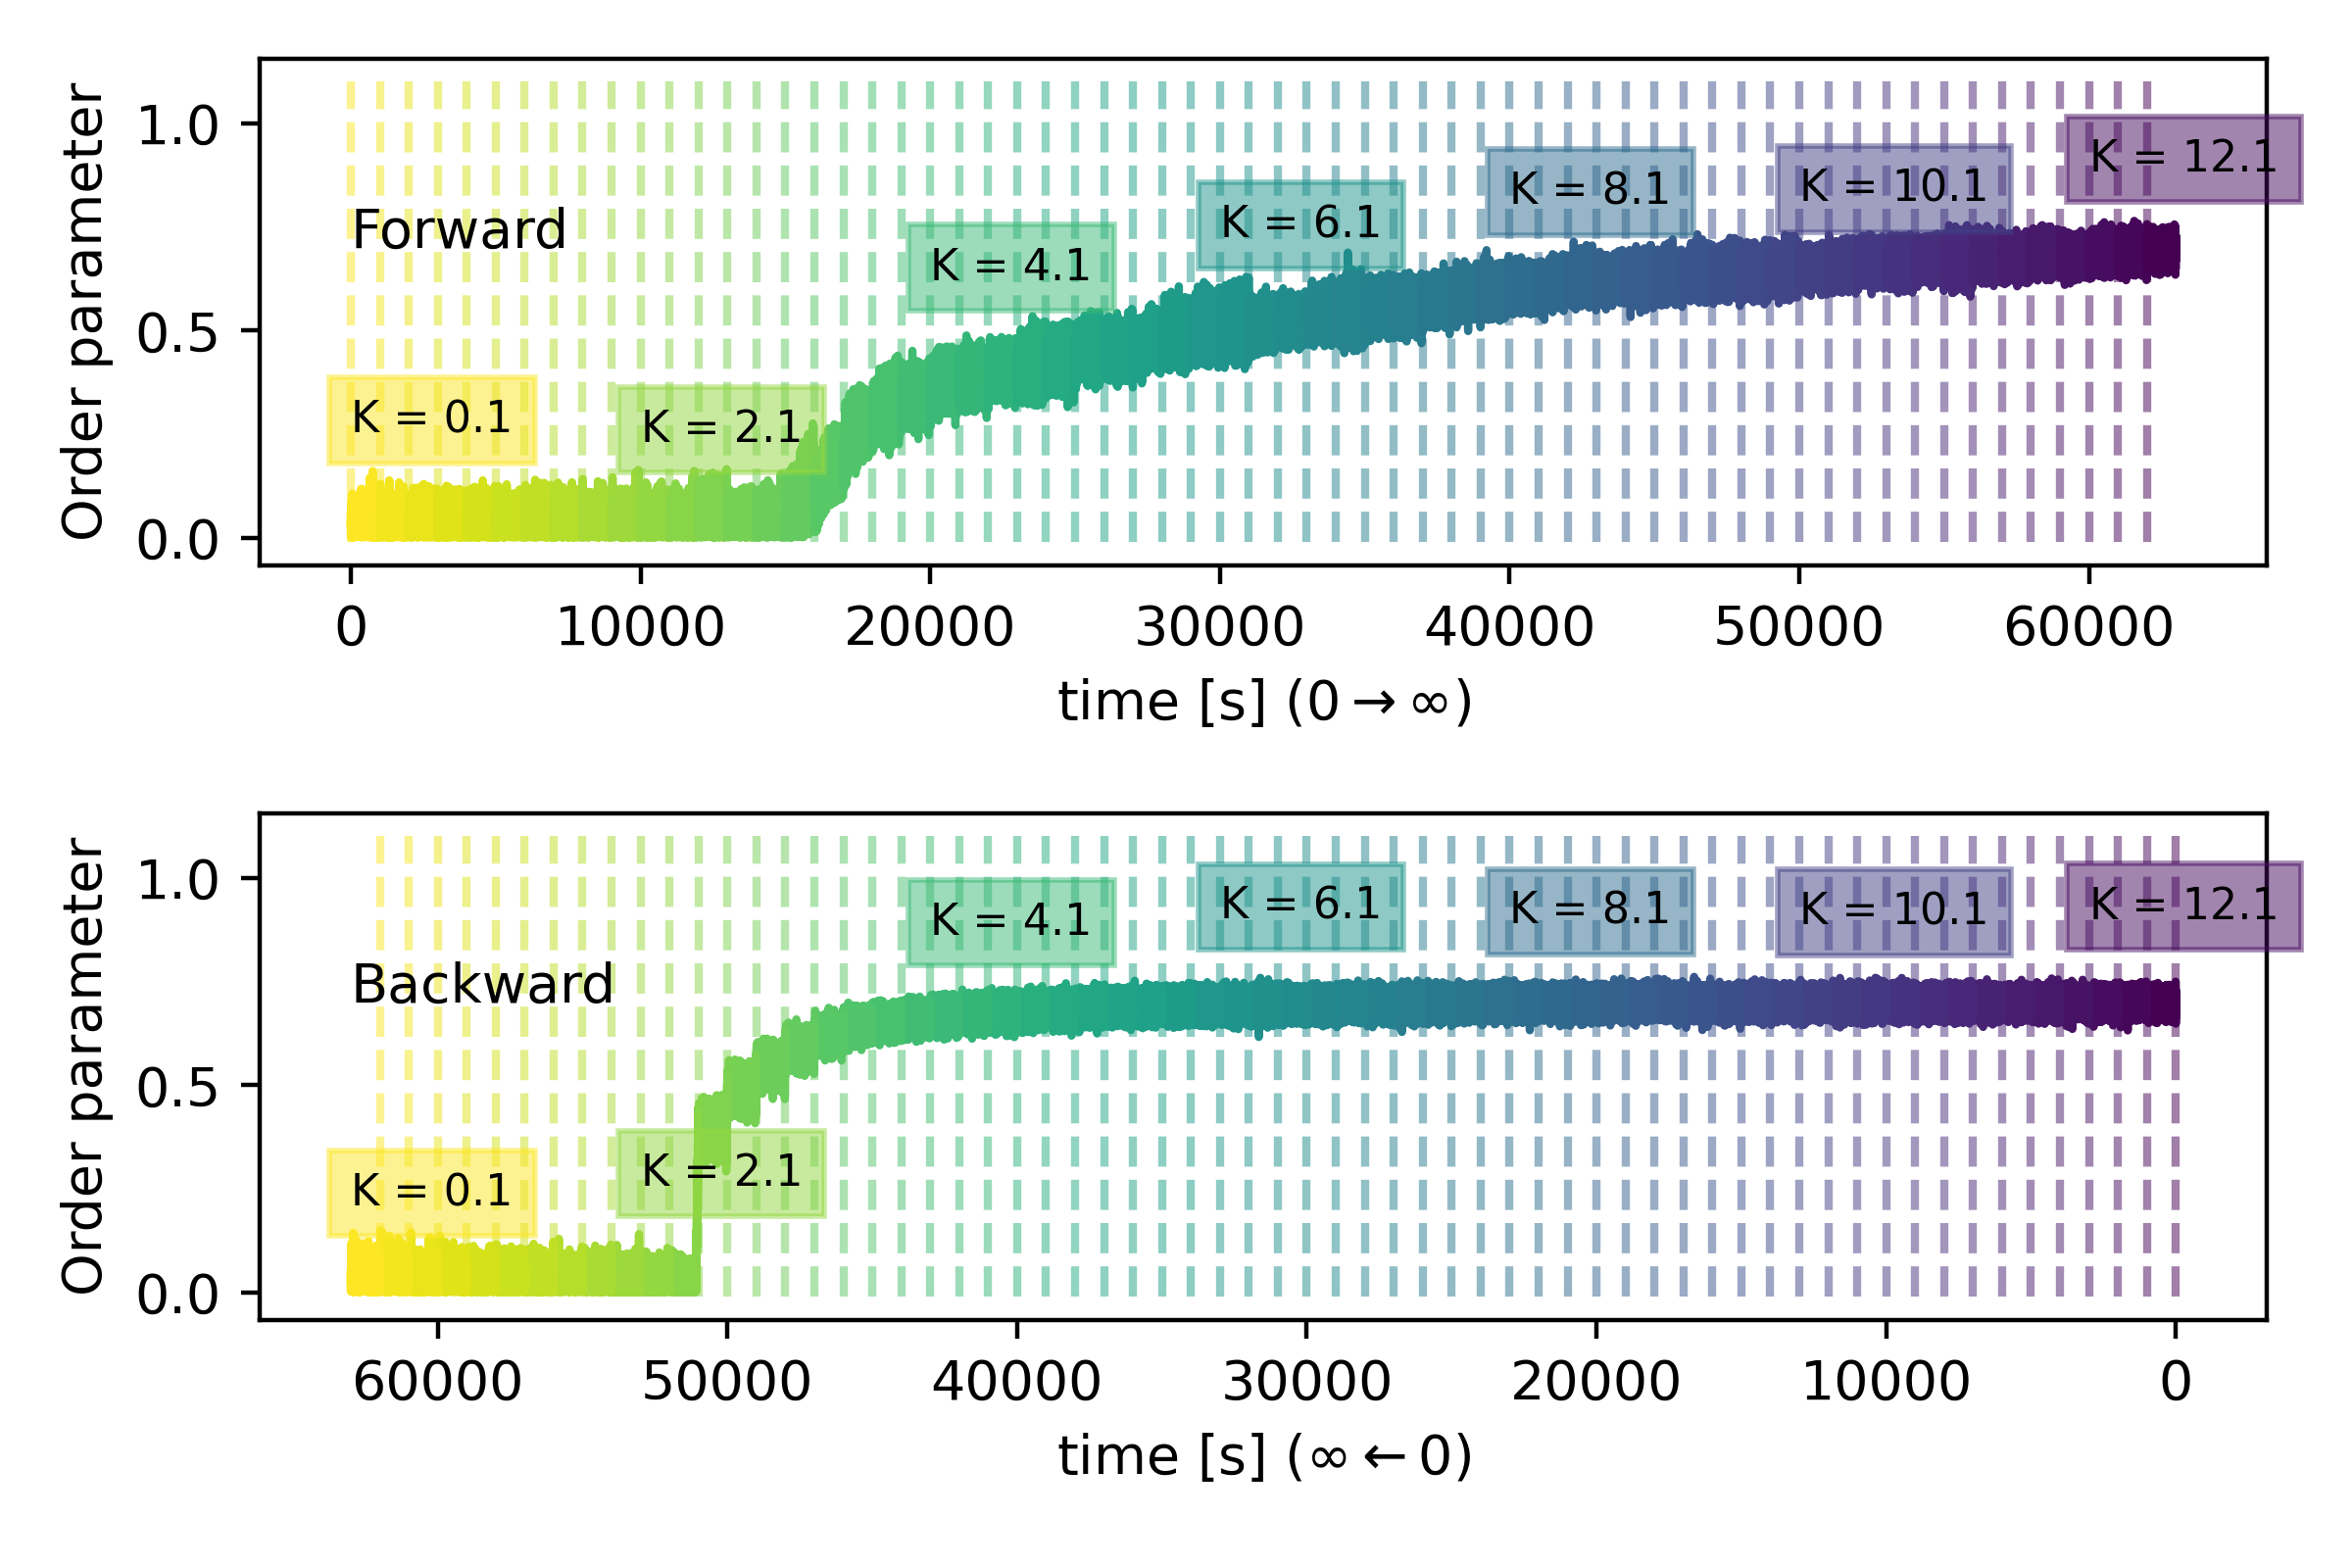 Order parameter
1.0
0.5
0.0
Forward
K = 0.1
K = 2.1
K = 4.1
K = 6.1
K = 8.1
K = 10.1
K = 12.1
0 10000 20000 30000 40000 50000 60000
time [s] (0 → ∞)
Order parameter
1.0
0.5
0.0
Backward
K = 0.1
K = 2.1
K = 4.1
K = 6.1
K = 8.1
K = 10.1
K = 12.1
60000 50000 40000 30000 20000 10000 0
time [s] (∞ ← 0)